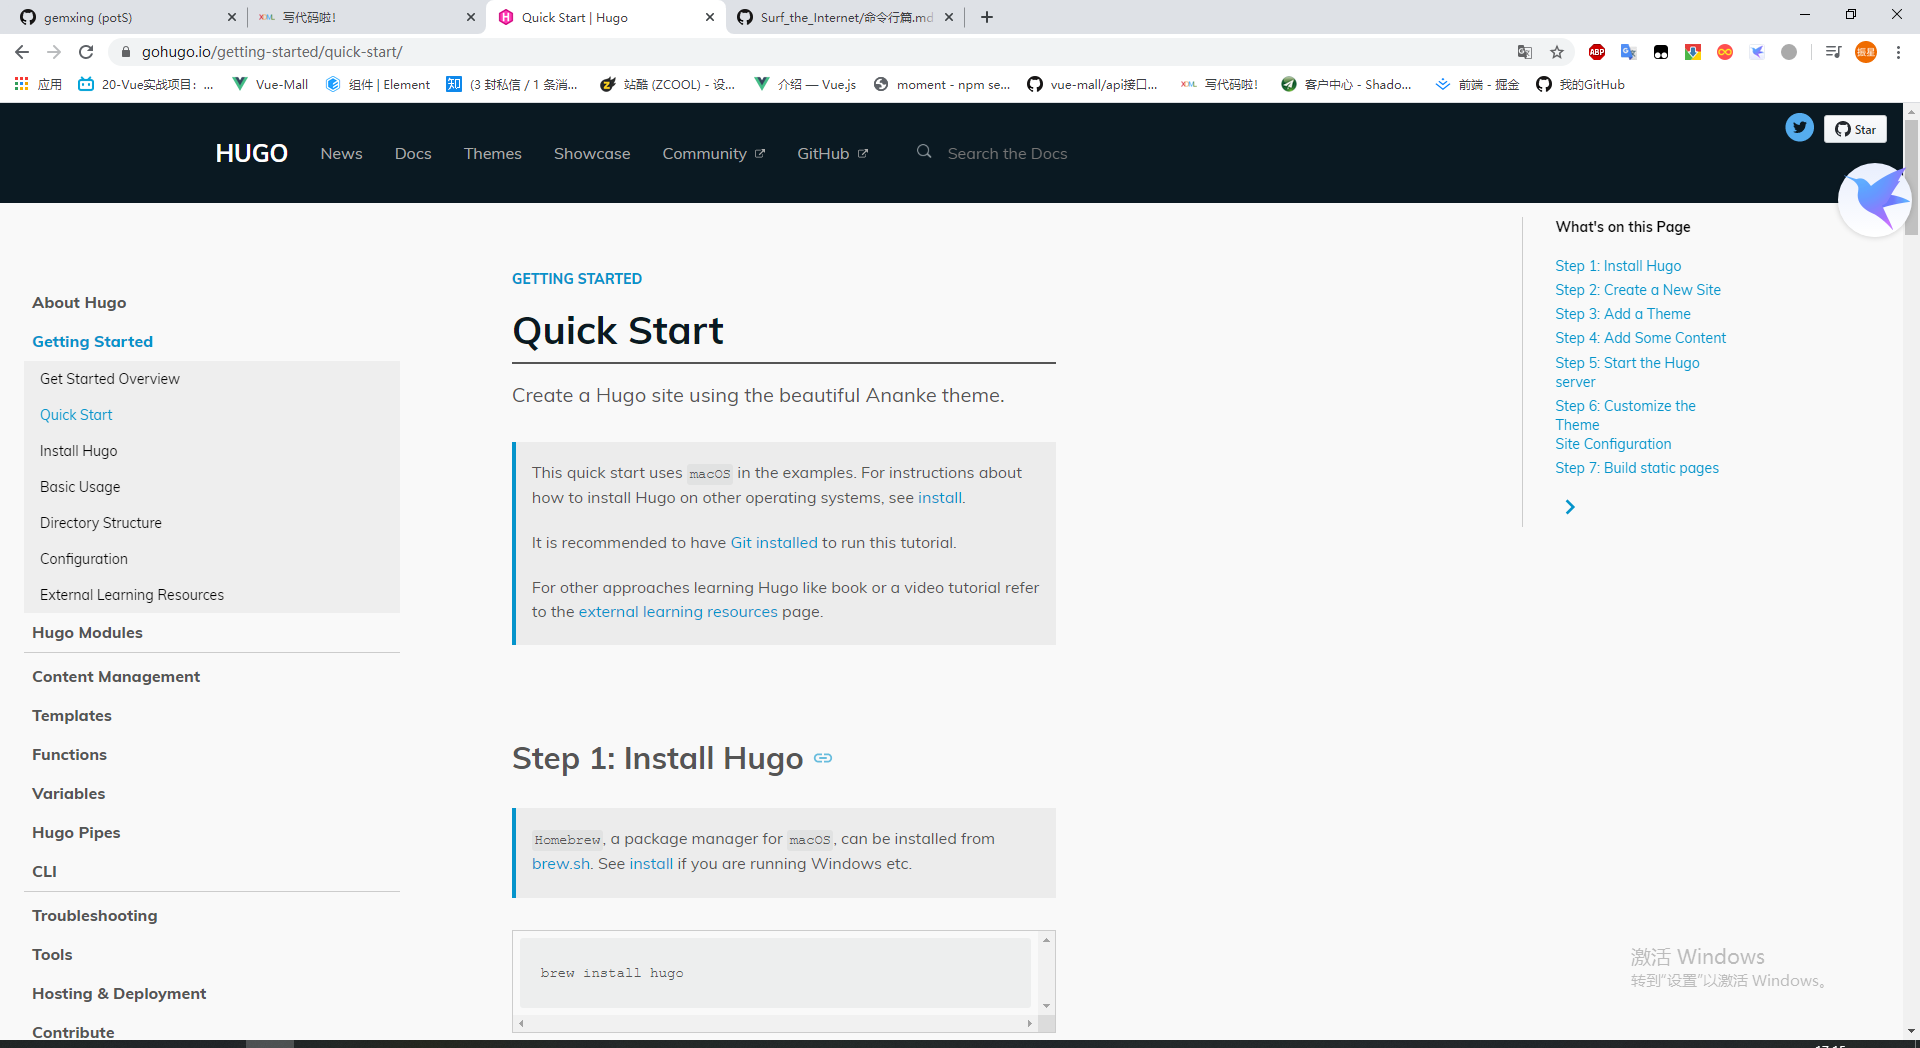 gemxing (potS)
写代码啦!
Quick Start | Hugo
Surf_the_Internet/命令行篇.md
gohugo.io/getting-started/quick-start/
ABP
振星
应用
20-Vue实战项目: ...
Vue-Mall
组件 | Element
知
(3 封私信 / 1 条消...
站酷 (ZCOOL) - 设...
介绍 — Vue.js
moment - npm se...
vue-mall/api接口...
写代码啦!
客户中心 - Shado...
前端 - 掘金
我的GitHub
HUGO
News
Docs
Themes
Showcase
Community
GitHub
Search the Docs
Star
About Hugo
Getting Started
Get Started Overview
Quick Start
Install Hugo
Basic Usage
Directory Structure
Configuration
External Learning Resources
Hugo Modules
Content Management
Templates
Functions
Variables
Hugo Pipes
CLI
Troubleshooting
Tools
Hosting & Deployment
Contribute
GETTING STARTED
Quick Start
Create a Hugo site using the beautiful Ananke theme.
This quick start uses macOS in the examples. For instructions about
how to install Hugo on other operating systems, see install.
It is recommended to have Git installed to run this tutorial.
For other approaches learning Hugo like book or a video tutorial refer
to the external learning resources page.
Step 1: Install Hugo
Homebrew, a package manager for macOS, can be installed from
brew.sh. See install if you are running Windows etc.
brew install hugo
What's on this Page
Step 1: Install Hugo
Step 2: Create a New Site
Step 3: Add a Theme
Step 4: Add Some Content
Step 5: Start the Hugo
server
Step 6: Customize the
Theme
Site Configuration
Step 7: Build static pages
激活 Windows
转到"设置"以激活 Windows。